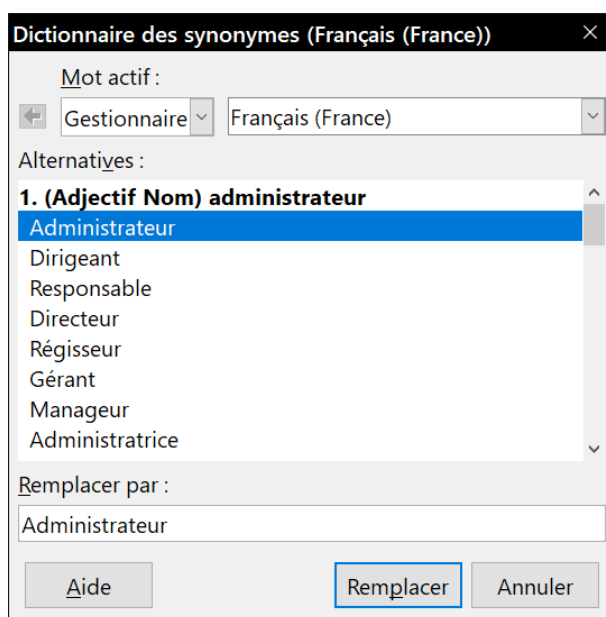 Dictionnaire des synonymes (Français (France))
Mot actif :
Gestionnaire Français (France)
Alternatives :
1. (Adjectif Nom) administrateur
Administrateur
Dirigeant
Responsable
Directeur
Régisseur
Gérant
Manageur
Administratrice
Remplacer par :
Administrateur
Aide Remplacer Annuler